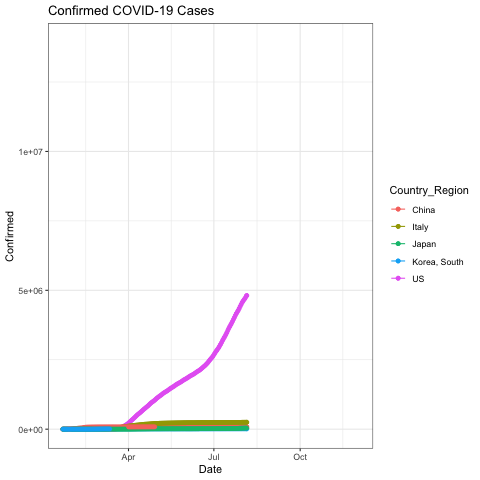 Confirmed COVID-19 Cases
1e+07
5e+06
0e+00
Confirmed
Apr
Jul
Oct
Date
Country_Region
China
Italy
Japan
Korea, South
US